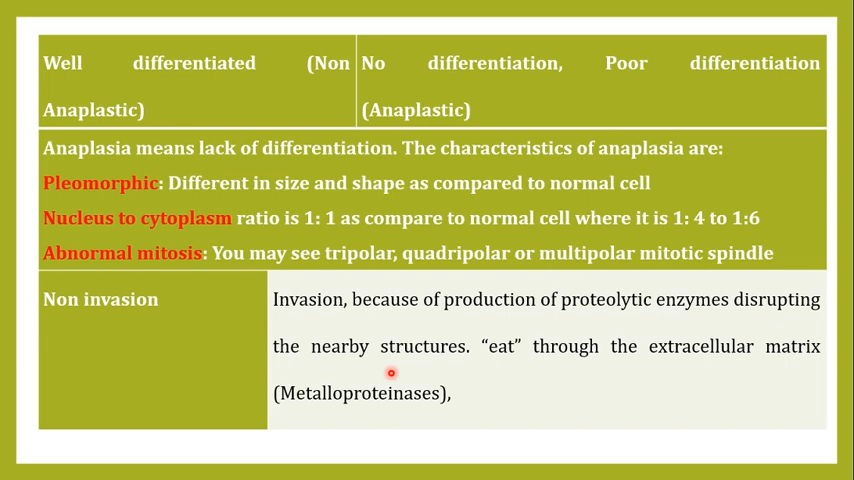 Well differentiated (Non
Anaplastic)
No differentiation, Poor differentiation
(Anaplastic)
Anaplasia means lack of differentiation. The characteristics of anaplasia are:
Pleomorphic: Different in size and shape as compared to normal cell
Nucleus to cytoplasm ratio is 1: 1 as compare to normal cell where it is 1: 4 to 1:6
Abnormal mitosis: You may see tripolar, quadripolar or multipolar mitotic spindle
Non invasion
Invasion, because of production of proteolytic enzymes disrupting
the nearby structures. “eat” through the extracellular matrix
(Metalloproteinases),